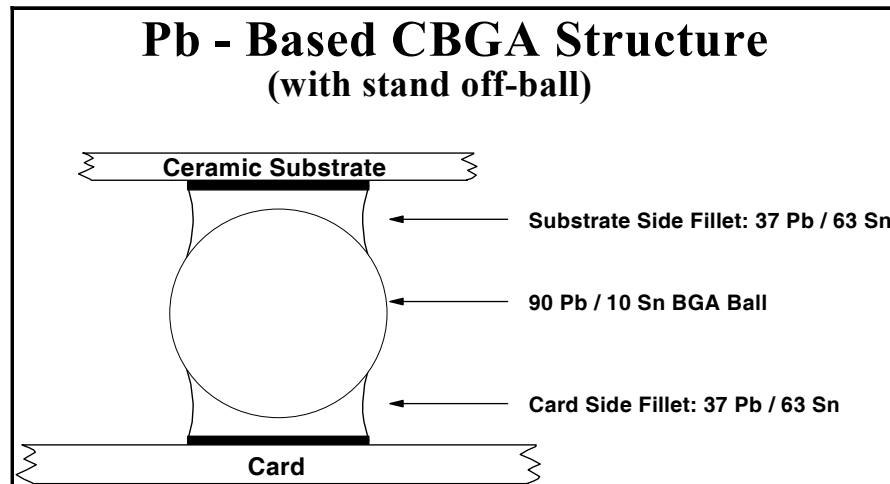 Pb - Based CBGA Structure
(with stand off-ball)
Ceramic Substrate
Substrate Side Fillet: 37 Pb / 63 Sn
90 Pb / 10 Sn BGA Ball
Card Side Fillet: 37 Pb / 63 Sn
Card